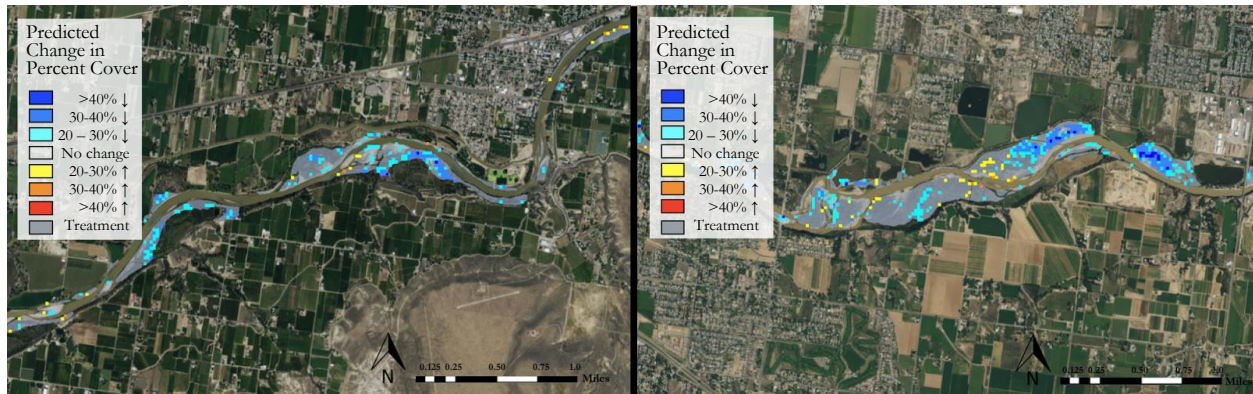 Predicted
Change in
Percent Cover
>40% ↓
30-40% ↓
20 – 30% ↓
No change
20-30% ↑
30-40% ↑
>40% ↑
Treatment
N
0.125 0.25 0.50 0.75 1.0
Miles
Predicted
Change in
Percent Cover
>40% ↓
30-40% ↓
20 – 30% ↓
No change
20-30% ↑
30-40% ↑
>40% ↑
Treatment
N
0.125 0.25 0.50 0.75 1.0
Miles